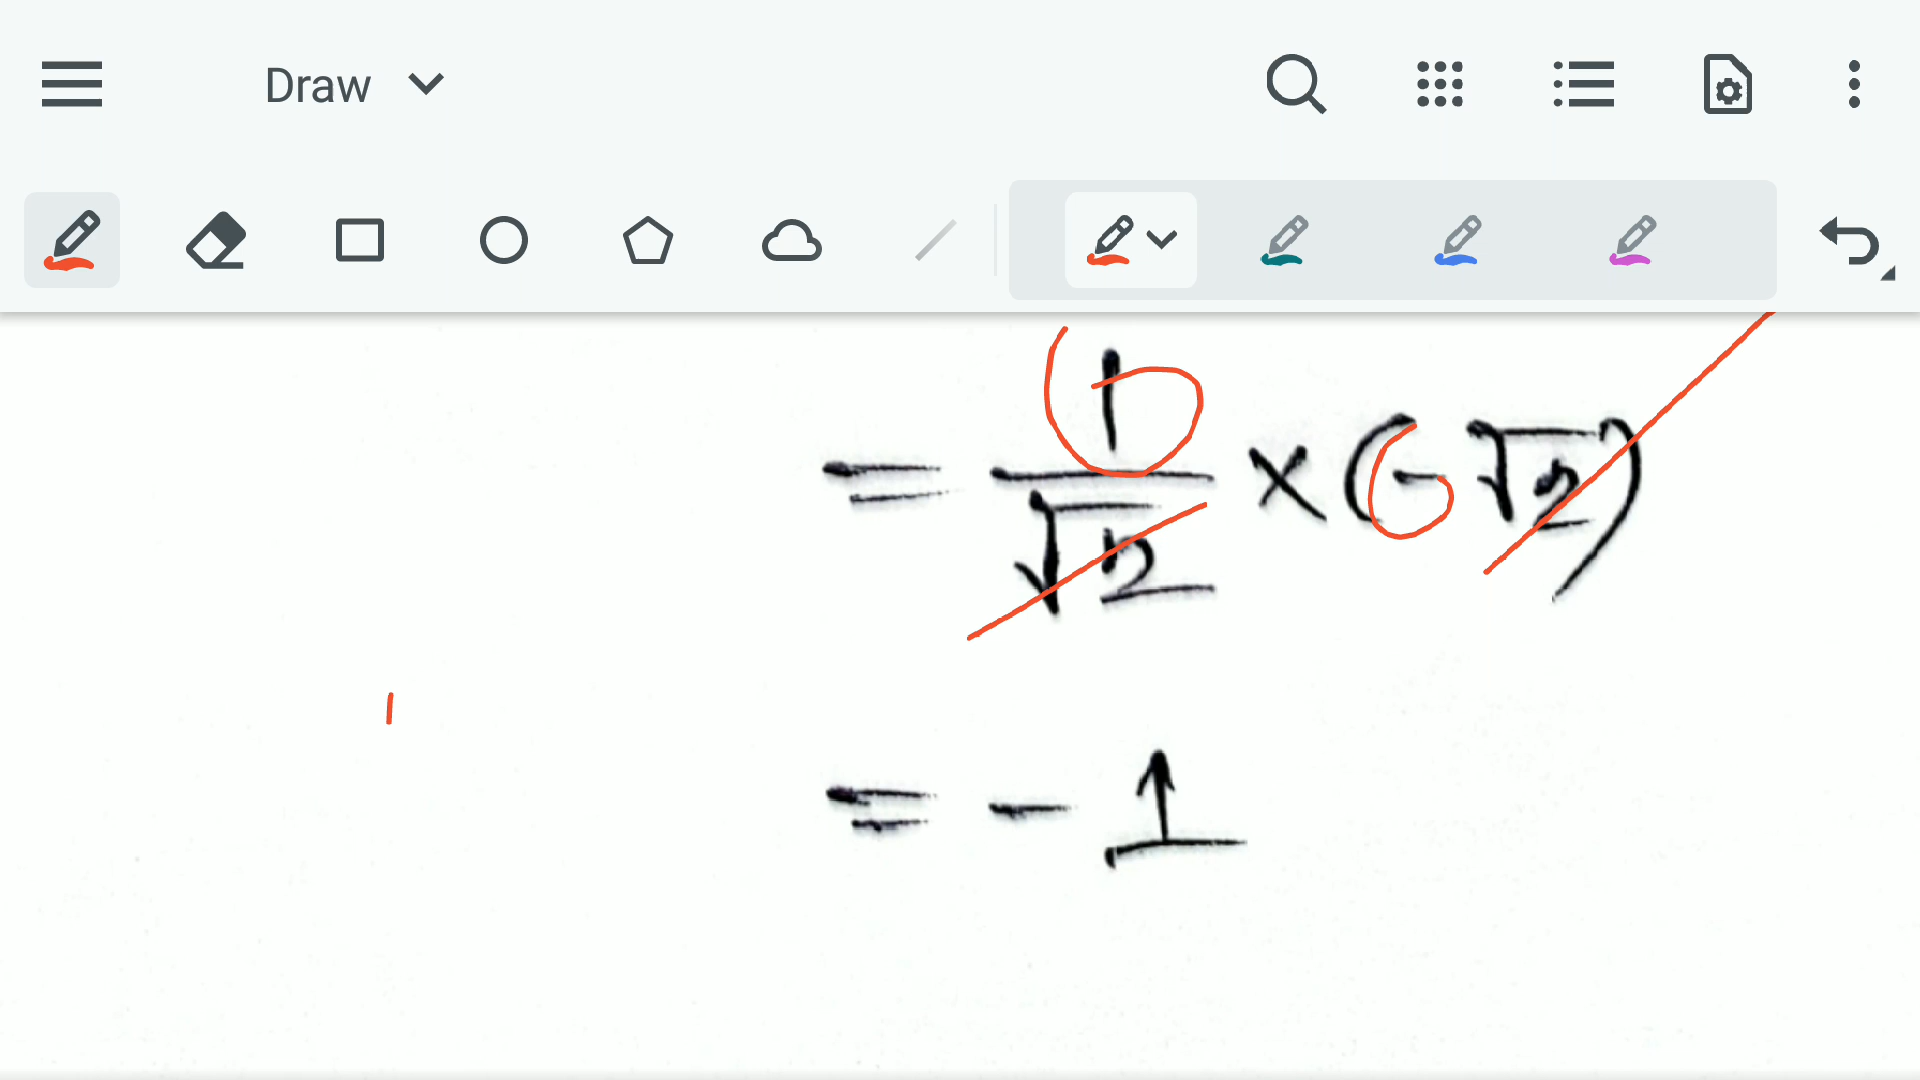 Draw
= 1/√2 × (-√2)
= - 1